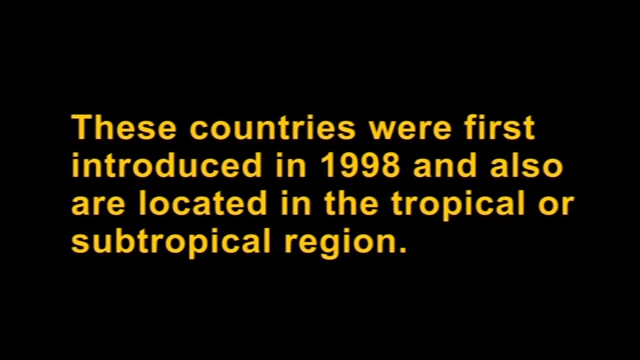 These countries were first
introduced in 1998 and also
are located in the tropical or
subtropical region.